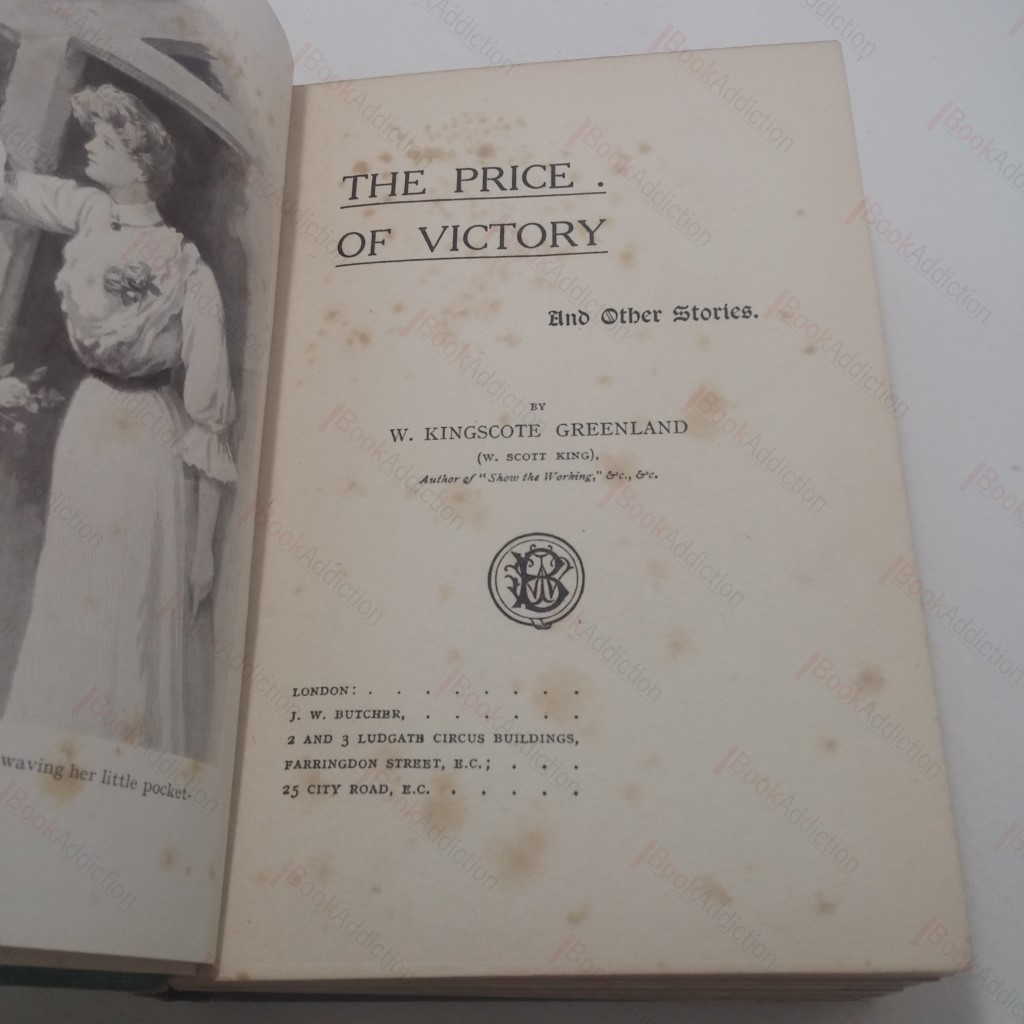 waving her little pocket-
THE PRICE .
OF VICTORY
And Other Stories.
BY
W. KINGSCOTE GREENLAND
(W. SCOTT KING),
Author of "Show the Working," &c., &c.
LONDON: . . . . . . . .
J. W. BUTCHER, . . . . . .
2 AND 3 LUDGATE CIRCUS BUILDINGS,
FARRINGDON STREET, E.C.; . . .
25 CITY ROAD, E.C. . . . . .
BookAddiction